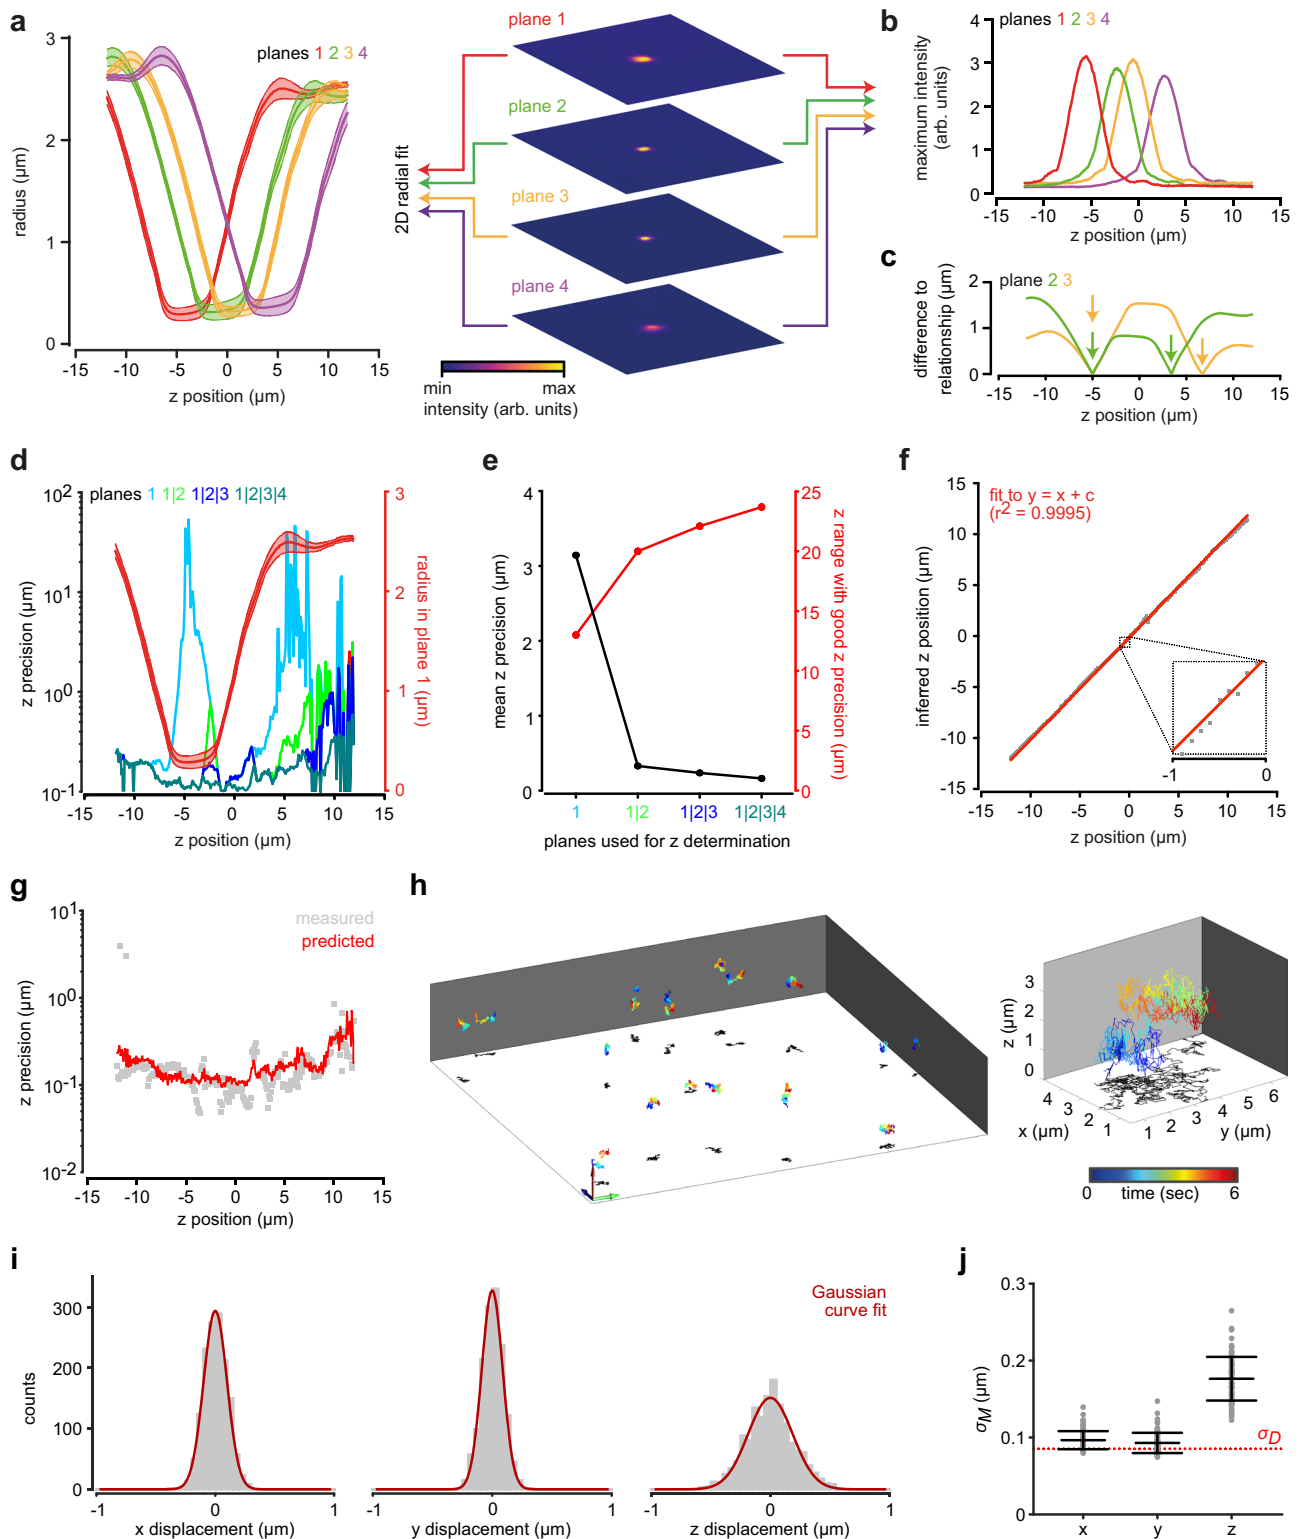 a
radius (µm)
3
2
1
0
-15
-10
-5
0
5
10
15
z position (µm)
planes 1 2 3 4
plane 1
plane 2
plane 3
plane 4
2D radial fit
min
max
intensity (arb. units)
b
maximum intensity
(arb. units)
planes 1 2 3 4
4
3
2
1
0
-15
-10
-5
0
5
10
15
z position (µm)
c
difference to
relationship (µm)
plane 2 3
2
1
0
-15
-10
-5
0
5
10
15
z position (µm)
d
planes 1 1|2 1|2|3 1|2|3|4
z precision (µm)
10²
10¹
10⁰
10⁻¹
radius in plane 1 (µm)
3
2
1
0
-15
-10
-5
0
5
10
15
z position (µm)
e
mean z precision (µm)
4
3
2
1
0
z range with good z precision (µm)
25
20
15
10
5
0
1
1|2
1|2|3
1|2|3|4
planes used for z determination
f
fit to y = x + c
(r² = 0.9995)
inferred z position (µm)
15
10
5
0
-5
-10
-15
-1
0
-15
-10
-5
0
5
10
15
z position (µm)
g
measured
predicted
z precision (µm)
10¹
10⁰
10⁻¹
10⁻²
-15
-10
-5
0
5
10
15
z position (µm)
h
z (µm)
3
2
1
0
4
3
2
1
x (µm)
1
2
3
4
5
6
y (µm)
0
time (sec)
6
i
counts
300
200
100
0
-1
0
1
x displacement (µm)
-1
0
1
y displacement (µm)
Gaussian
curve fit
-1
0
1
z displacement (µm)
j
σM (µm)
0.3
0.2
0.1
0
σD
x
y
z